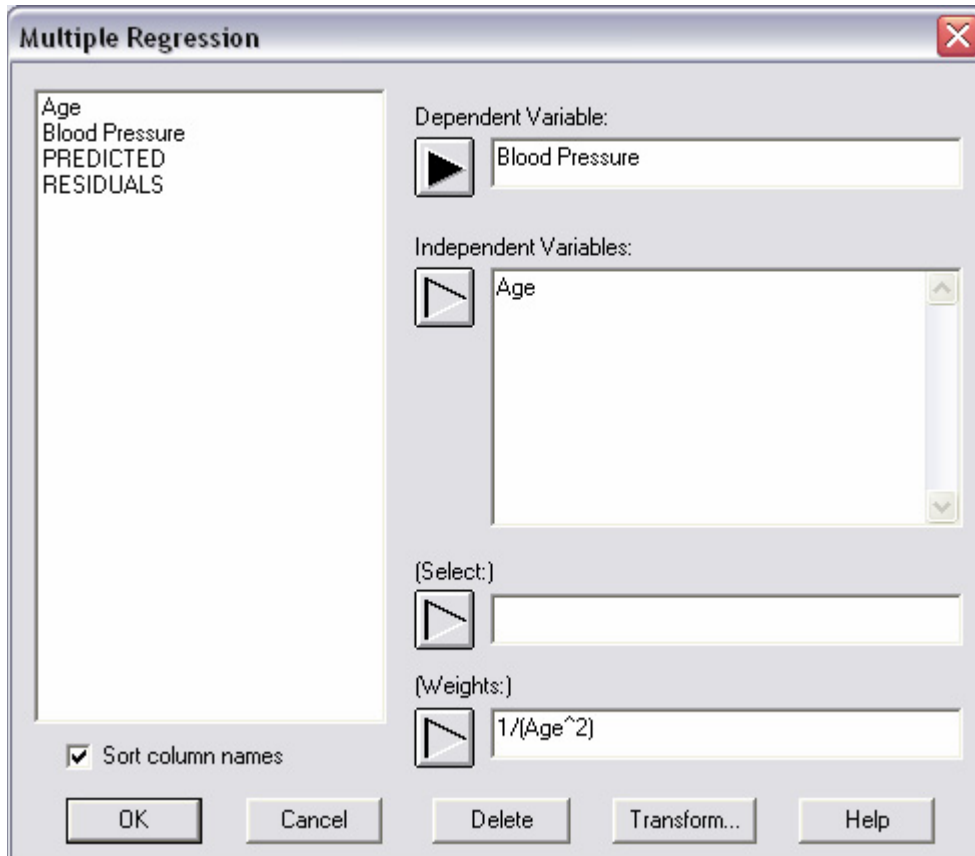 Multiple Regression
Age
Blood Pressure
PREDICTED
RESIDUALS
Sort column names
Dependent Variable:
Blood Pressure
Independent Variables:
Age
(Select:)
(Weights:)
1/(Age^2)
OK
Cancel
Delete
Transform...
Help